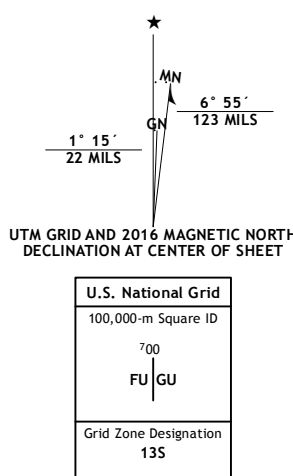 ★
MN
GN
6° 55´
123 MILS
1° 15´
22 MILS
UTM GRID AND 2016 MAGNETIC NORTH
DECLINATION AT CENTER OF SHEET
U.S. National Grid
100,000-m Square ID
⁷00
FU GU
Grid Zone Designation
13S